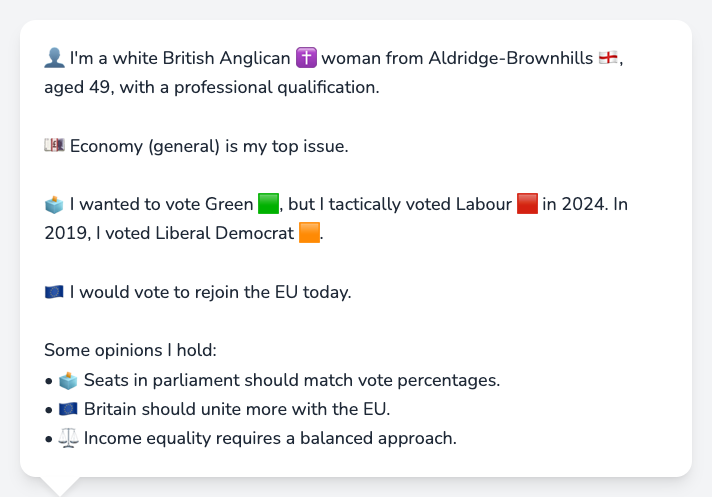 👤 I'm a white British Anglican ✝️ woman from Aldridge-Brownhills 🏴󠁧󠁢󠁥󠁮󠁧󠁿,
aged 49, with a professional qualification.
💷 Economy (general) is my top issue.
🗳️ I wanted to vote Green 🟩, but I tactically voted Labour 🟥 in 2024. In
2019, I voted Liberal Democrat 🟧.
🇪🇺 I would vote to rejoin the EU today.
Some opinions I hold:
• 🗳️ Seats in parliament should match vote percentages.
• 🇪🇺 Britain should unite more with the EU.
• ⚖️ Income equality requires a balanced approach.